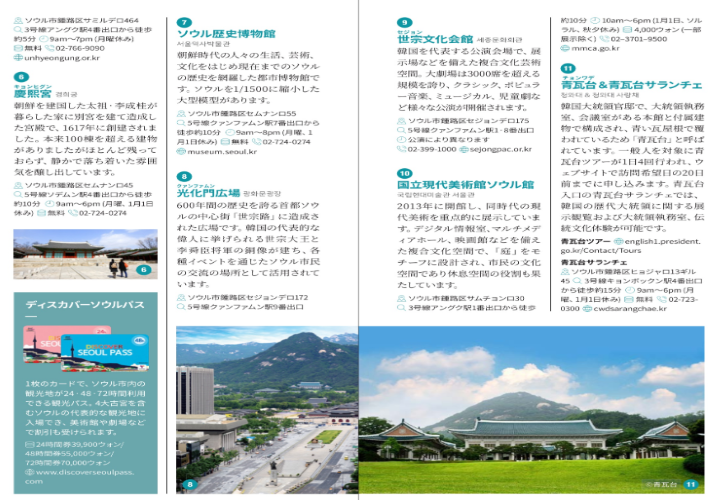 ソウル市鍾路区サミルデロ464
3号線アングク駅4番出口から徒歩
約5分 9am～7pm (月曜休み)
無料 02-766-9090
unhyeongung.or.kr
6
キョンヒグン
慶熙宮 경희궁
朝鮮を建国した太祖・李成桂が
暮らした家に別宮を建て造成し
た宮殿で、1617年に創建されま
した。本来100棟を超える建物
がありましたがほとんど残って
おらず、静かで落ち着いた雰囲
気を醸し出しています。
ソウル市鍾路区セムナンロ45
5号線ソデムン駅4番出口から徒歩
約10分 9am～6pm (月曜、1月1日
休み) 無料 02-724-0274
6
ディスカバーソウルパス
DISCOVER
SEOUL PASS
1枚のカードで、ソウル市内の
観光地が24・48・72時間利用
できる観光パス。4大古宮を含
むソウルの代表的な観光地に
入場でき、美術館や劇場など
で割引も受けられます。
24時間券39,900ウォン/
48時間券55,000ウォン/
72時間券70,000ウォン
www.discoverseoulpass.
com
7
ソウル歴史博物館
서울역사박물관
朝鮮時代の人々の生活、芸術、
文化をはじめ現在までのソウル
の歴史を網羅した都市博物館で
す。ソウルを1/1500に縮小した
大型模型があります。
ソウル市鍾路区セムナンロ55
5号線クァンファムン駅7番出口から
徒歩約10分 9am～8pm (月曜、1
月1日休み) 無料 02-724-0274
museum.seoul.kr
8
クァンファムン
光化門広場 광화문광장
600年間の歴史を誇る首都ソウ
ルの中心街「世宗路」に造成さ
れた広場です。韓国の代表的な
偉人に挙げられる世宗大王と
李舜臣将軍の銅像が建ち、各
種イベントを通じたソウル市民
の交流の場所として活用されて
います。
ソウル市鍾路区セジョンデロ172
5号線クァンファムン駅9番出口
8
9
セジョン
世宗文化会館 세종문화회관
韓国を代表する公演会場で、展
示場などを備えた複合文化芸術
空間。大劇場は3000席を超える
規模を誇り、クラシック、ポピュラ
ー音楽、ミュージカル、児童劇な
ど様々な公演が開催されます。
ソウル市鍾路区セジョンデロ175
5号線クァンファムン駅1・8番出口
公演により異なります
02-399-1000 sejongpac.or.kr
10
国立現代美術館ソウル館
국립현대미술관 서울관
2013年に開館し、同時代の現
代美術を重点的に展示していま
す。デジタル情報室、マルチメデ
ィアホール、映画館などを備え
た複合文化空間で、「庭」をモ
チーフに設計され、市民の文化
空間であり休息空間の役割も果
たしています。
ソウル市鍾路区サムチョンロ30
3号線アングク駅1番出口から徒歩
約10分 10am～6pm (1月1日、ソル
ラル、秋夕休み) 4,000ウォン (一部
展示除く) 02-3701-9500
mmca.go.kr
11
チョンワデ
青瓦台＆青瓦台サランチェ
청와대 & 청와대 사랑채
韓国大統領官邸で、大統領執務
室、会議室がある本館と付属建
物で構成され、青い瓦屋根で覆
われているため「青瓦台」と呼ば
れています。一般人を対象に青
瓦台ツアーが1日4回行われ、ウ
ェブサイトで訪問希望日の20日
前までに申し込みます。青瓦台
入口の青瓦台サランチェでは、
韓国の歴代大統領に関する展
示観覧および大統領執務室、伝
統文化体験が可能です。
青瓦台ツアー english1.president.
go.kr/Contact/Tours
青瓦台サランチェ
ソウル市鍾路区ヒョジャロ13ギル
45 3号線キョンボックン駅4番出口
から徒歩約15分 9am～6pm (月
曜、1月1日休み) 無料 02-723-
0300 cwdsarangchae.kr
©青瓦台 11